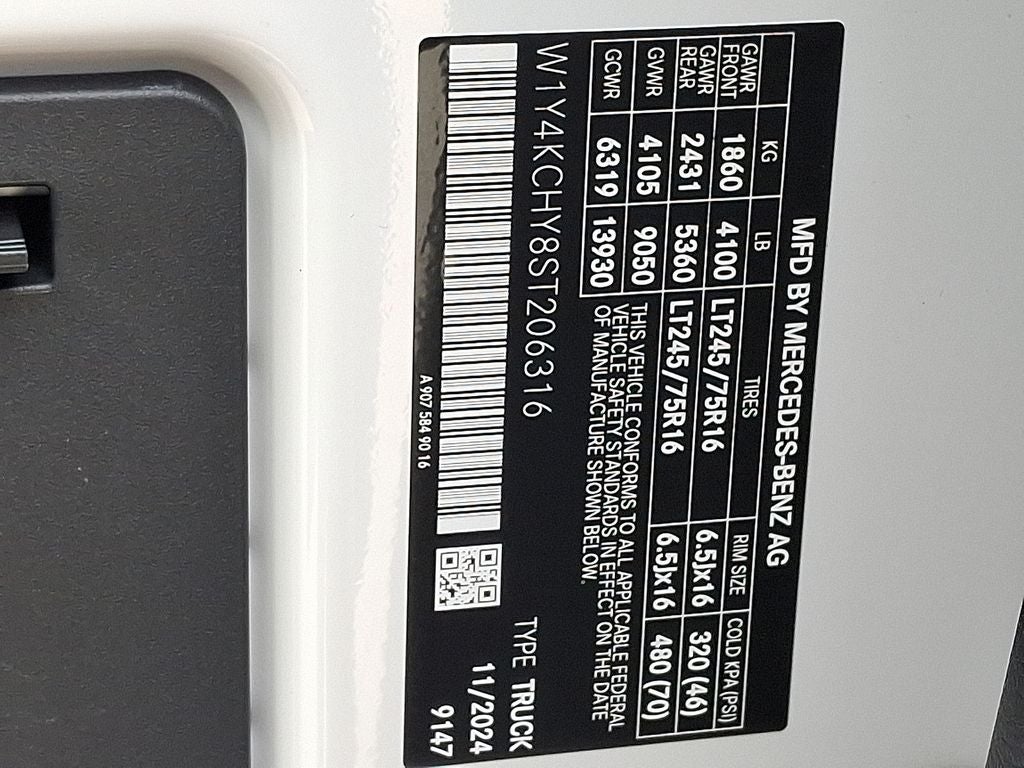 MFD BY MERCEDES-BENZ AG
KG LB TIRES RIM SIZE COLD KPA (PSI)
GAWR FRONT 1860 4100 LT245/75R16 6.5Jx16 320 (46)
GAWR REAR 2431 5360 LT245/75R16 6.5Jx16 480 (70)
GVWR 4105 9050
GCWR 6319 13930
THIS VEHICLE CONFORMS TO ALL APPLICABLE FEDERAL
VEHICLE SAFETY STANDARDS IN EFFECT ON THE DATE
OF MANUFACTURE SHOWN BELOW.
W1Y4KCHY8ST206316
TYPE TRUCK
11/2024
9147
A 907 584 90 16